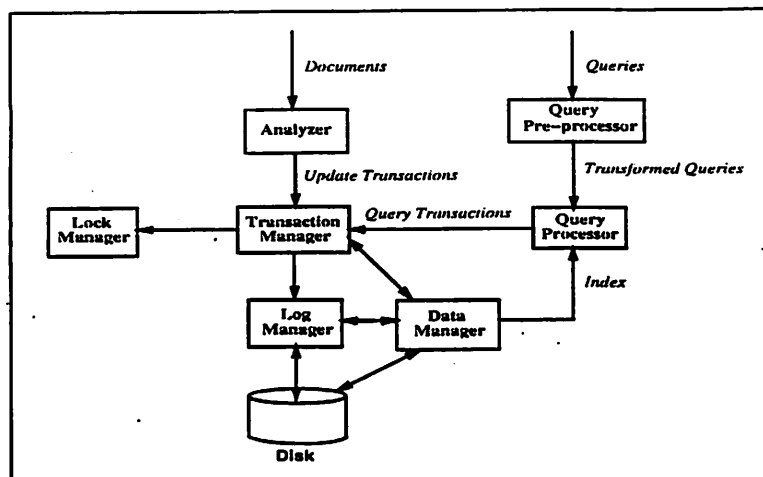 Documents
Queries
Analyzer
Query
Pre-processor
Update Transactions
Transformed Queries
Lock
Manager
Transaction
Manager
Query Transactions
Query
Processor
Index
Log
Manager
Data
Manager
Disk